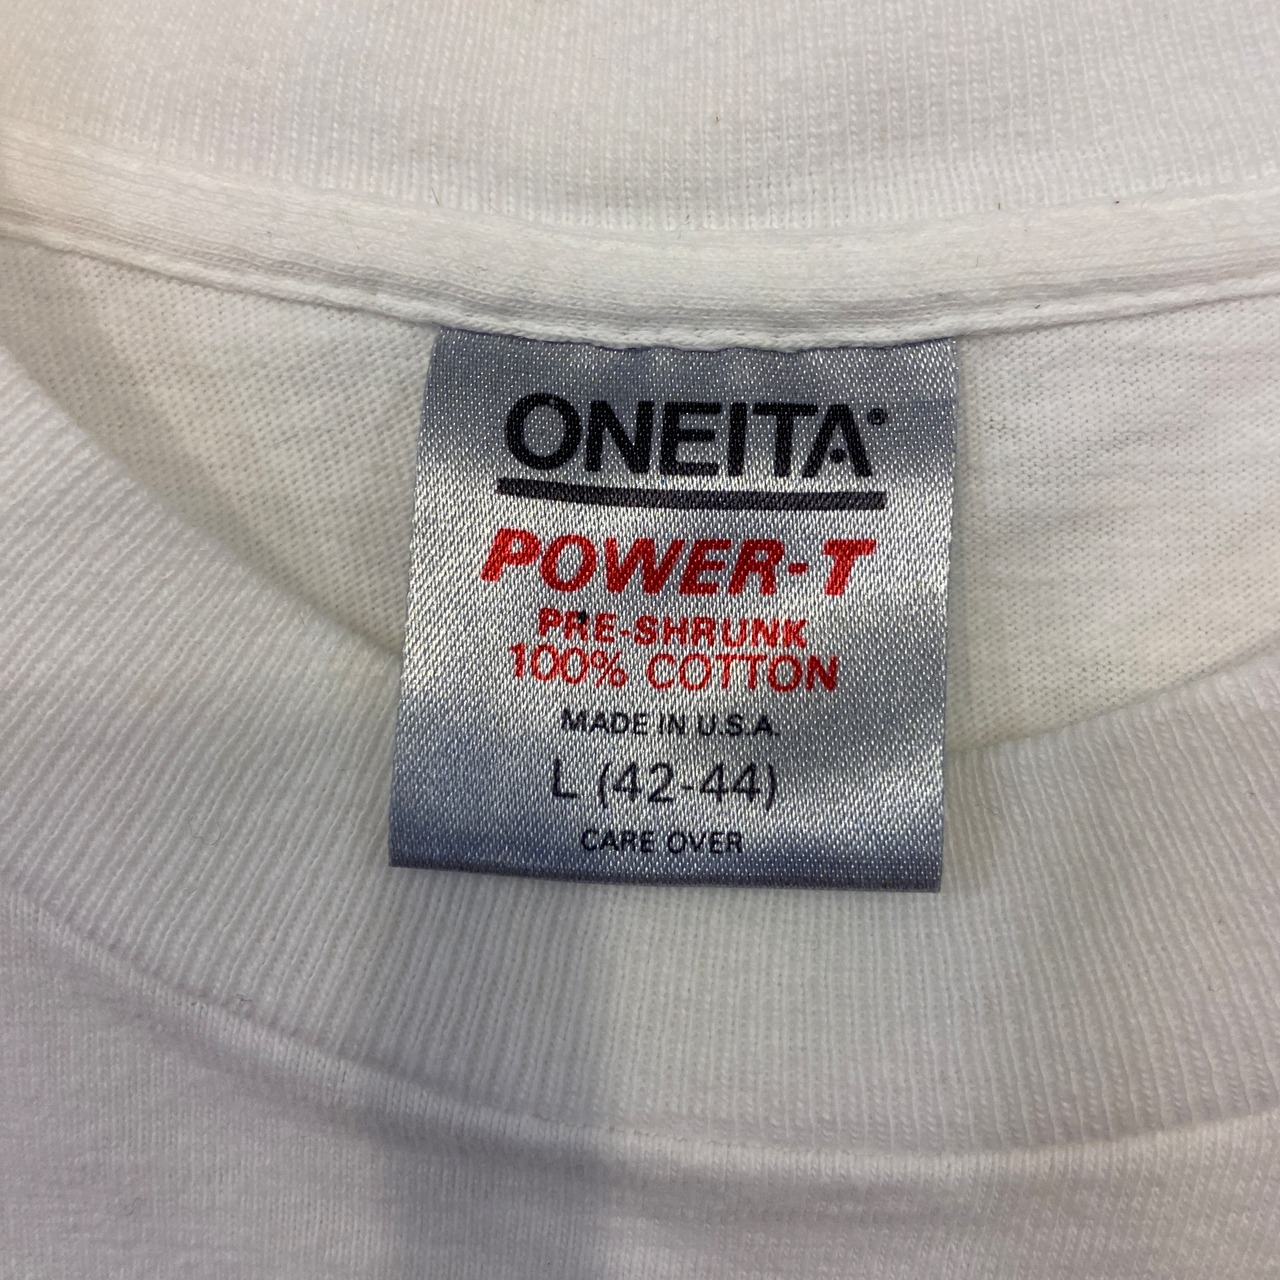 ONEITA®
POWER-T
PRE-SHRUNK
100% COTTON
MADE IN U.S.A.
L (42-44)
CARE OVER